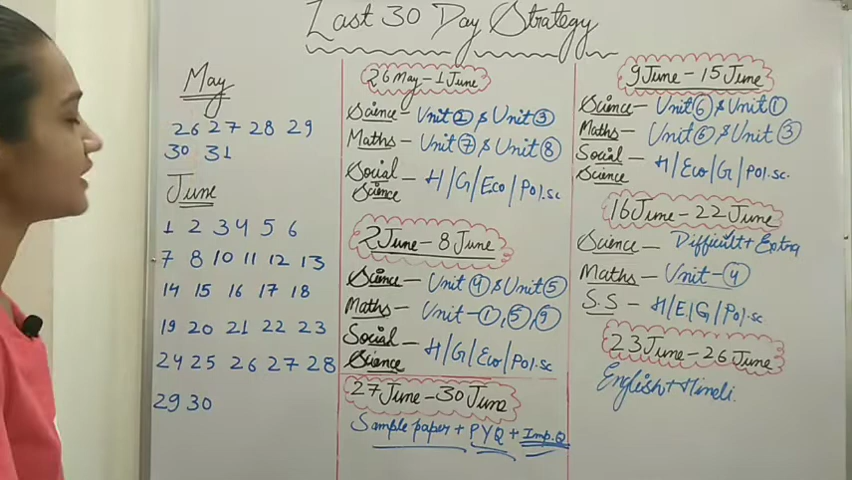 Last 30 Day Strategy
May
26 27 28 29
30 31
June
1 2 3 4 5 6
7 8 10 11 12 13
14 15 16 17 18
19 20 21 22 23
24 25 26 27 28
29 30
26 May - 1 June
Science - Unit 2 & Unit 3
Maths - Unit 7 & Unit 8
Social Science - H/G/Eco/Pol.sc
2 June - 8 June
Science - Unit 4 & Unit 5
Maths - Unit - 1, 5, 9
Social Science - H/G/Eco/Pol.sc
27 June - 30 June
Sample paper + PYQ + Imp.Q
9 June - 15 June
Science - Unit 6 & Unit 1
Maths - Unit 6 & Unit 3
Social Science - H/Eco/G/Pol.sc.
16 June - 22 June
Science - Difficult + Extra
Maths - Unit - 4
S.S - H/E/G/Pol.sc
23 June - 26 June
English + Hindi.